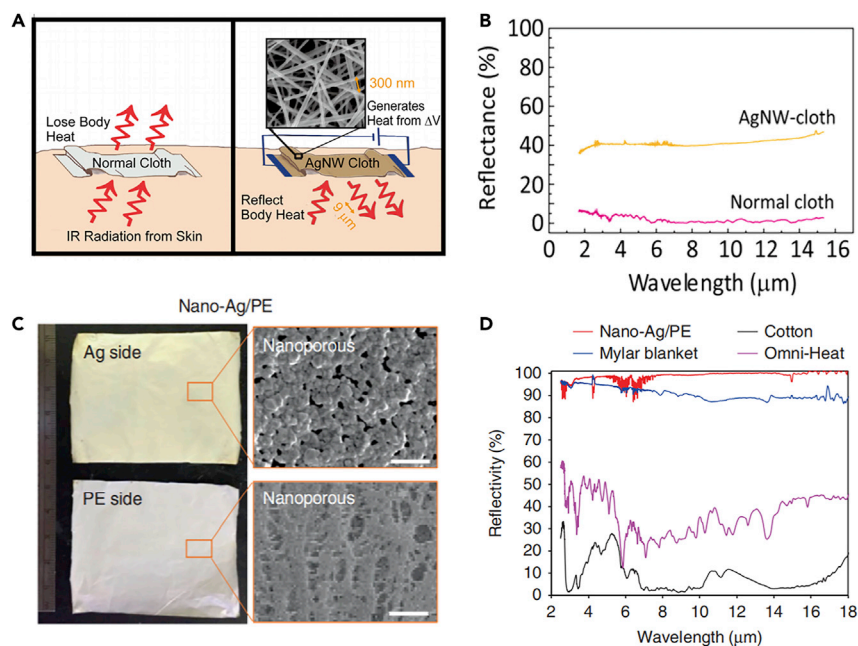 A
Lose Body
Heat
Normal Cloth
IR Radiation from Skin
300 nm
Generates
Heat from ΔV
AgNW Cloth
Reflect
Body Heat
9 μm
B
Reflectance (%)
100
80
60
40
20
0
AgNW-cloth
Normal cloth
0 2 4 6 8 10 12 14 16
Wavelength (μm)
C
Nano-Ag/PE
Ag side
Nanoporous
PE side
Nanoporous
D
Nano-Ag/PE
Cotton
Mylar blanket
Omni-Heat
Reflectivity (%)
100
90
80
70
60
50
40
30
20
10
0
2 4 6 8 10 12 14 16 18
Wavelength (μm)